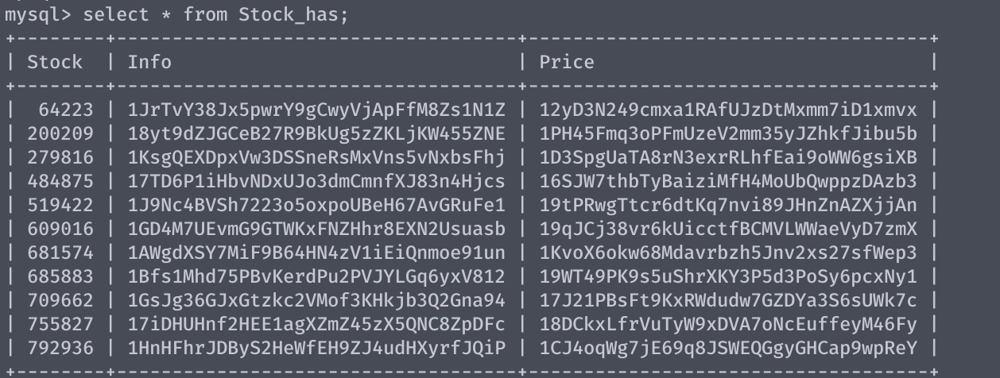 mysql> select * from Stock_has;
+--------+------------------------------------+------------------------------------+
| Stock  | Info                               | Price                              |
+--------+------------------------------------+------------------------------------+
|  64223 | 1JrTvY38Jx5pwrY9gCwyVjApFfM8Zs1N1Z | 12yD3N249cmxa1RAfUJzDtMxmm7iD1xmvx |
| 200209 | 18yt9dZJGCeB27R9BkUg5zZKLjKW455ZNE | 1PH45Fmq3oPFmUzeV2mm35yJZhkfJibu5b |
| 279816 | 1KsgQEXDpxVw3DSSneRsMxVns5vNxbsFhj | 1D3SpgUaTA8rN3exrRLhfEai9oWW6gsiXB |
| 484875 | 17TD6P1iHbvNDxUJo3dmCmnfXJ83n4Hjcs | 16SJW7thbTyBaiziMfH4MoUbQwppzDAzb3 |
| 519422 | 1J9Nc4BVSh7223o5oxpoUBeH67AvGRuFe1 | 19tPRwgTtcr6dtKq7nvi89JHnZnAZXjjAn |
| 609016 | 1GD4M7UEvmG9GTWKxFNZHhr8EXN2Usuasb | 19qJCj38vr6kUicctfBCMVLWWaeVyD7zmX |
| 681574 | 1AWgdXSY7MiF9B64HN4zV1iEiQnmoe91un | 1KvoX6okw68Mdavrbzh5Jnv2xs27sfWep3 |
| 685883 | 1Bfs1Mhd75PBvKerdPu2PVJYLGq6yxV812 | 19WT49PK9s5uShrXKY3P5d3PoSy6pcxNy1 |
| 709662 | 1GsJg36GJxGtzkc2VMof3KHkjb3Q2Gna94 | 17J21PBsFt9KxRWdudw7GZDYa3S6sUWk7c |
| 755827 | 17iDHUHnf2HEE1agXZmZ45zX5QNC8ZpDFc | 18DCkxLfrVuTyW9xDVA7oNcEuffeyM46Fy |
| 792936 | 1HnHFhrJDByS2HeWfEH9ZJ4udHXyrfJQiP | 1CJ4oqWg7jE69q8JSWEQGgyGHCap9wpReY |
+--------+------------------------------------+------------------------------------+